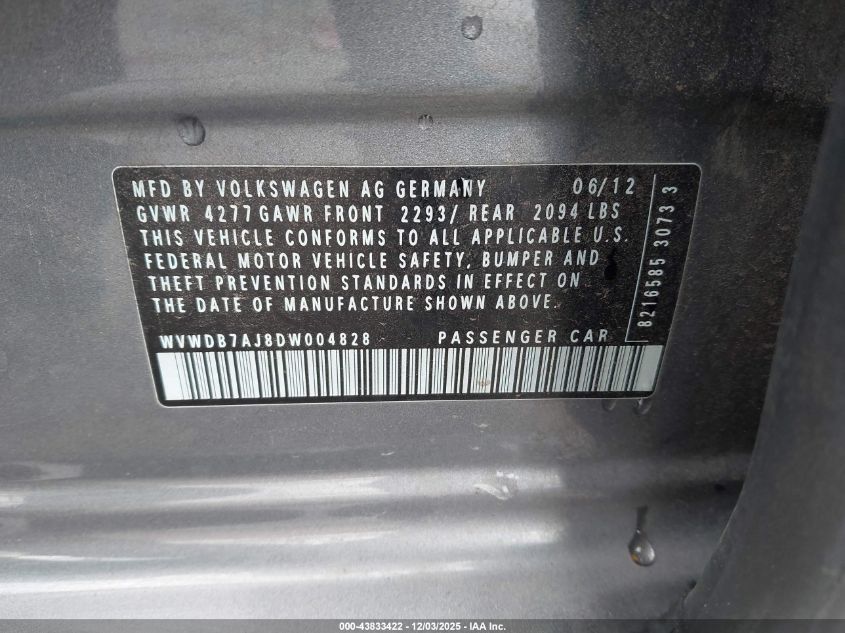 MFD BY VOLKSWAGEN AG GERMANY 06/12
GVWR 4277 GAWR FRONT 2293/ REAR 2094 LBS
THIS VEHICLE CONFORMS TO ALL APPLICABLE U.S.
FEDERAL MOTOR VEHICLE SAFETY, BUMPER AND
THEFT PREVENTION STANDARDS IN EFFECT ON
THE DATE OF MANUFACTURE SHOWN ABOVE.
WVWDB7AJ8DW004828 PASSENGER CAR
8216585 3073 3
000-43833422 - 12/03/2025 - IAA Inc.